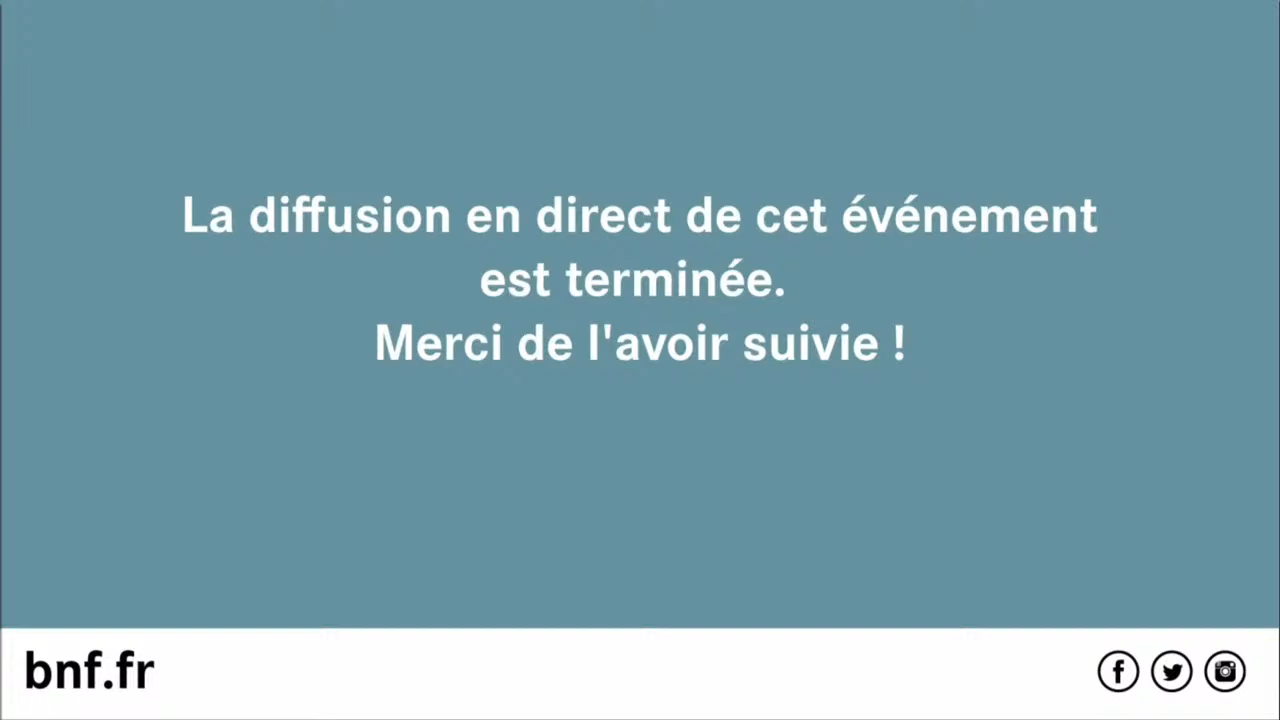 La diffusion en direct de cet événement
est terminée.
Merci de l'avoir suivie !
bnf.fr